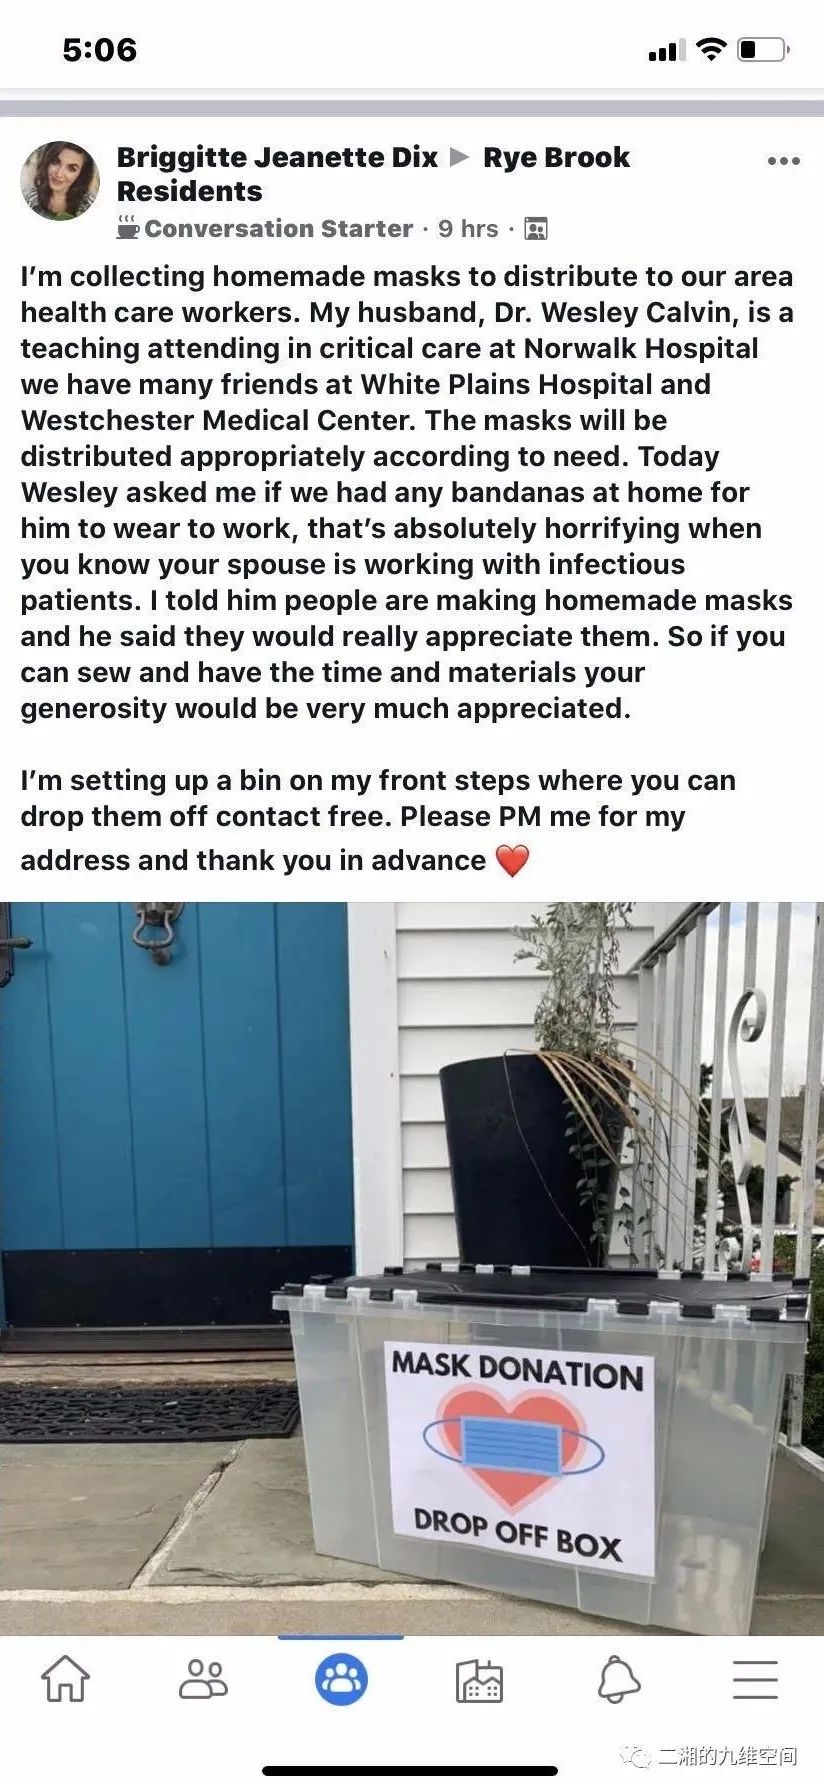 5:06
Briggitte Jeanette Dix ▶ Rye Brook
Residents
Conversation Starter · 9 hrs ·
I'm collecting homemade masks to distribute to our area
health care workers. My husband, Dr. Wesley Calvin, is a
teaching attending in critical care at Norwalk Hospital
we have many friends at White Plains Hospital and
Westchester Medical Center. The masks will be
distributed appropriately according to need. Today
Wesley asked me if we had any bandanas at home for
him to wear to work, that's absolutely horrifying when
you know your spouse is working with infectious
patients. I told him people are making homemade masks
and he said they would really appreciate them. So if you
can sew and have the time and materials your
generosity would be very much appreciated.
I'm setting up a bin on my front steps where you can
drop them off contact free. Please PM me for my
address and thank you in advance ❤️
MASK DONATION
DROP OFF BOX
二湘的九维空间